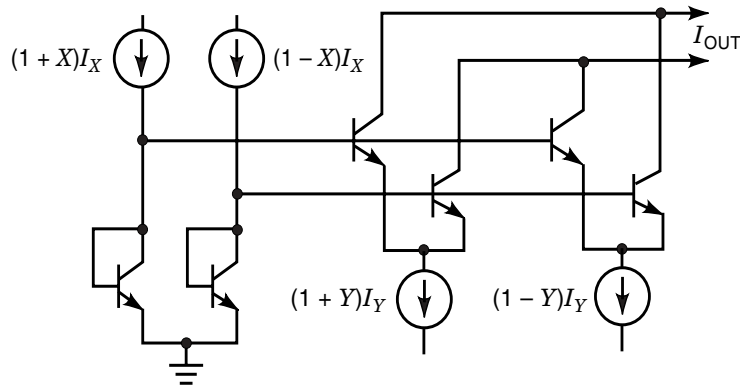 (1 + X)I_X
(1 − X)I_X
I_OUT
(1 + Y)I_Y
(1 − Y)I_Y